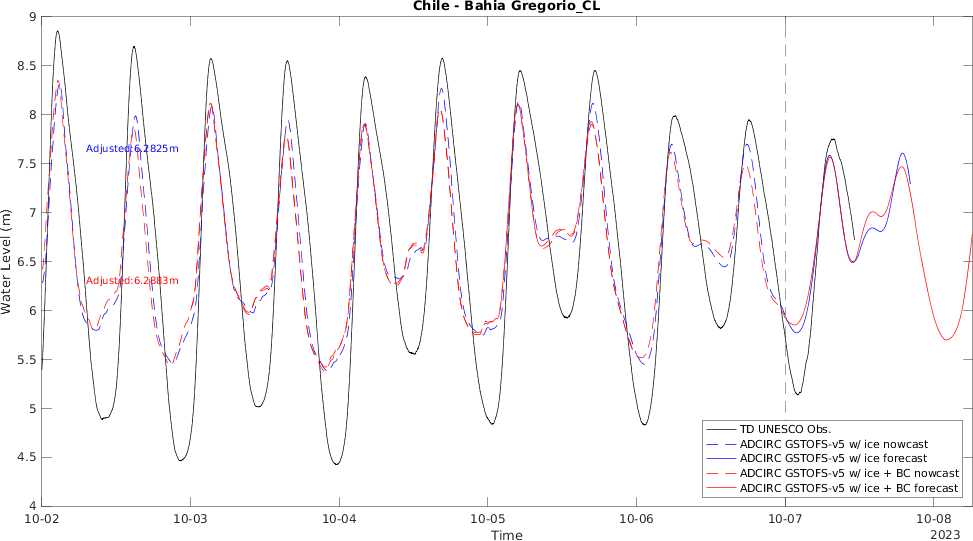 Chile - Bahia Gregorio_CL
9
8.5
8
7.5
7
6.5
6
5.5
5
4.5
4
Water Level (m)
Adjusted:6.2825m
Adjusted:6.2883m
TD UNESCO Obs.
ADCIRC GSTOFS-v5 w/ ice nowcast
ADCIRC GSTOFS-v5 w/ ice forecast
ADCIRC GSTOFS-v5 w/ ice + BC nowcast
ADCIRC GSTOFS-v5 w/ ice + BC forecast
10-02 10-03 10-04 10-05 10-06 10-07 10-08
Time
2023